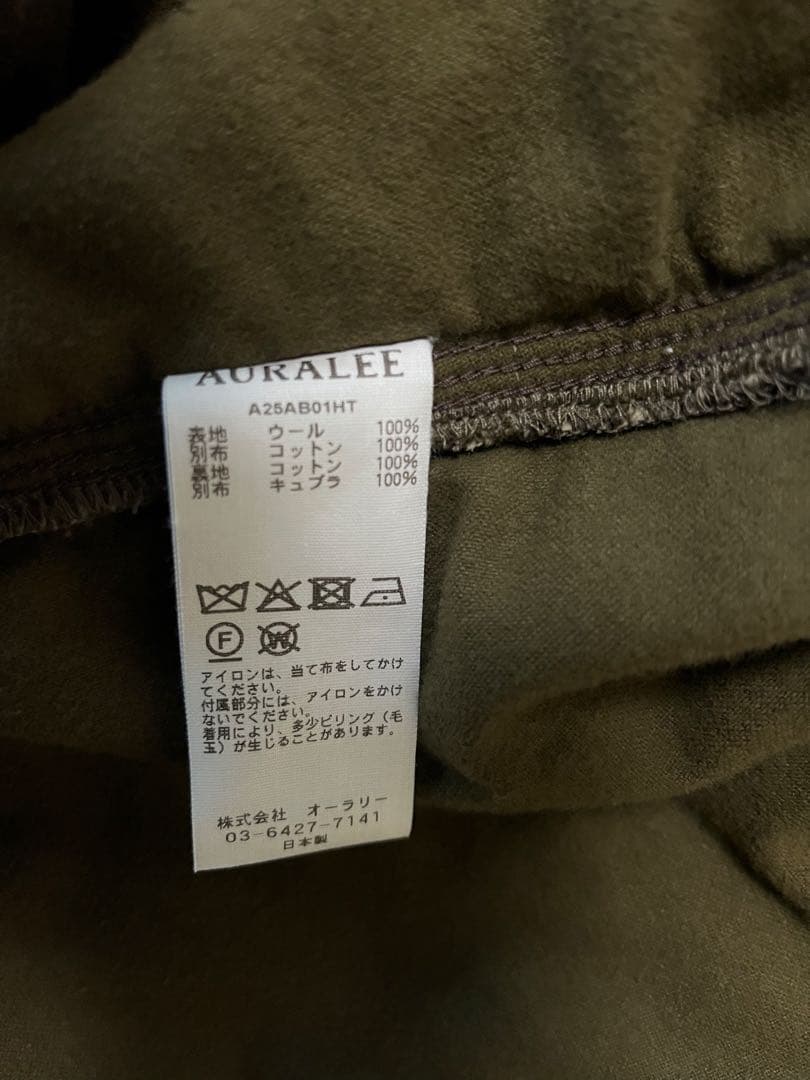 AURALEE
A25AB01HT
表地 ウール 100%
別布 コットン 100%
裏地 コットン 100%
別布 キュプラ 100%
F
W
アイロンは、当て布をしてかけ
てください。
付属部分には、アイロンをかけ
ないでください。
着用により、多少ピリング（毛
玉）が生じることがあります。
株式会社 オーラリー
03-6427-7141
日本製